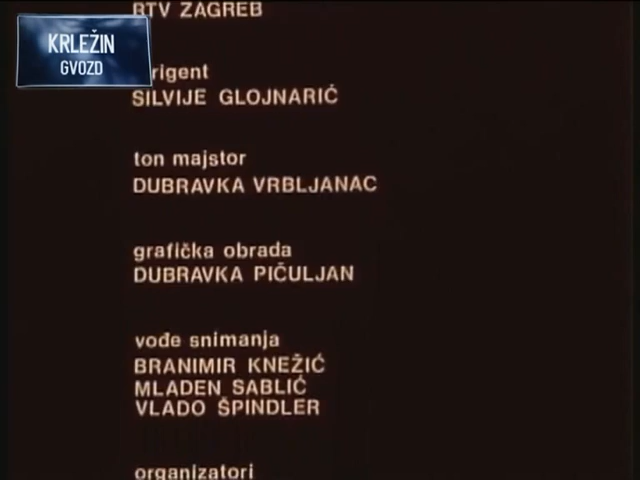 RTV ZAGREB
KRLEŽIN
GVOZD
rigent
SILVIJE GLOJNARIĆ
ton majstor
DUBRAVKA VRBLJANAC
grafička obrada
DUBRAVKA PIČULJAN
vođe snimanja
BRANIMIR KNEŽIĆ
MLADEN SABLIĆ
VLADO ŠPINDLER
organizatori